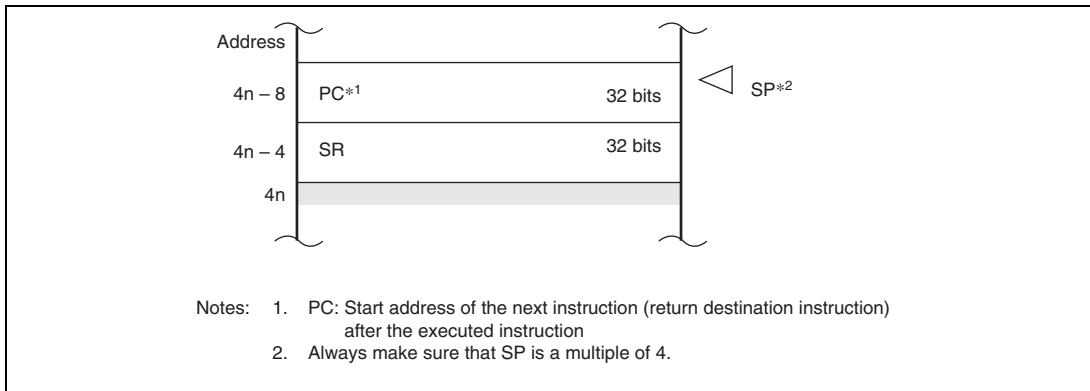 Address
4n – 8 PC*1 32 bits SP*2
4n – 4 SR 32 bits
4n
Notes: 1. PC: Start address of the next instruction (return destination instruction)
after the executed instruction
2. Always make sure that SP is a multiple of 4.